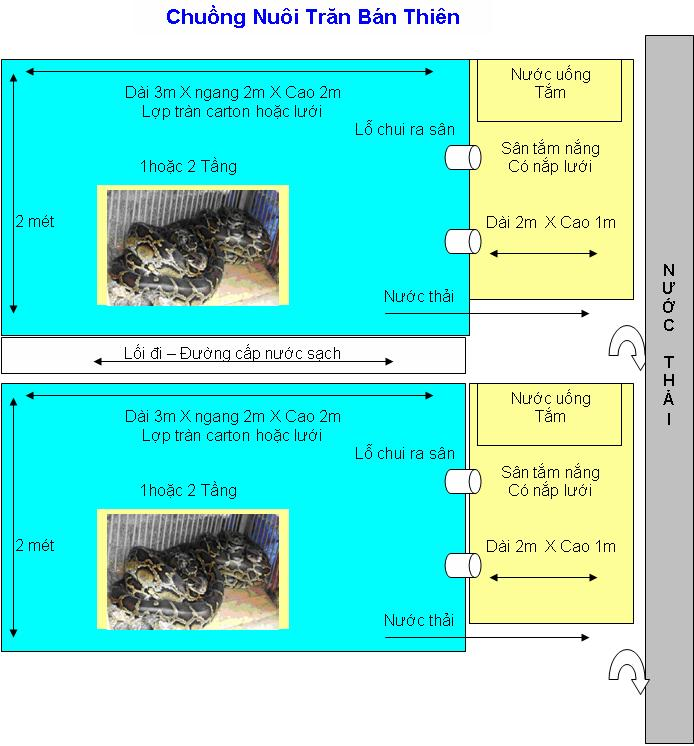 Chuồng Nuôi Trăn Bán Thiên
Dài 3m X ngang 2m X Cao 2m
Lợp tràn carton hoặc lưới
Lỗ chui ra sân
1hoặc 2 Tầng
2 mét
Nước thải
Nước uống
Tắm
Sân tắm nắng
Có nắp lưới
Dài 2m X Cao 1m
Lối đi – Đường cấp nước sạch
Dài 3m X ngang 2m X Cao 2m
Lợp tràn carton hoặc lưới
Lỗ chui ra sân
1hoặc 2 Tầng
2 mét
Nước thải
Nước uống
Tắm
Sân tắm nắng
Có nắp lưới
Dài 2m X Cao 1m
NƯỚC THẢI